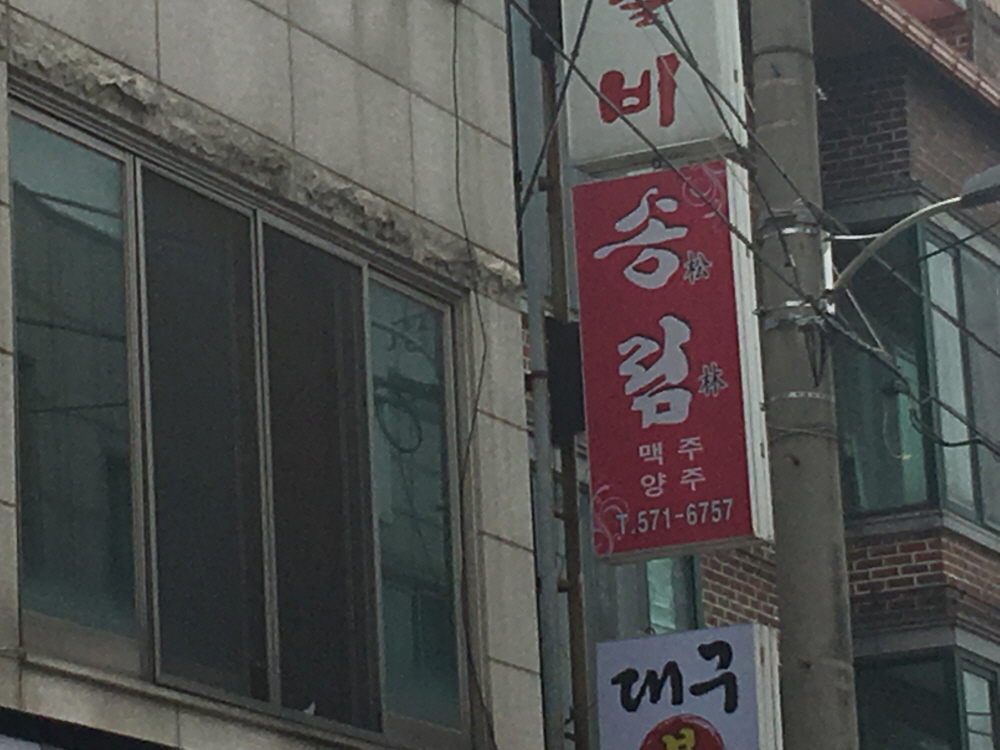 비
송松
림林
맥 주
양 주
T.571-6757
대구